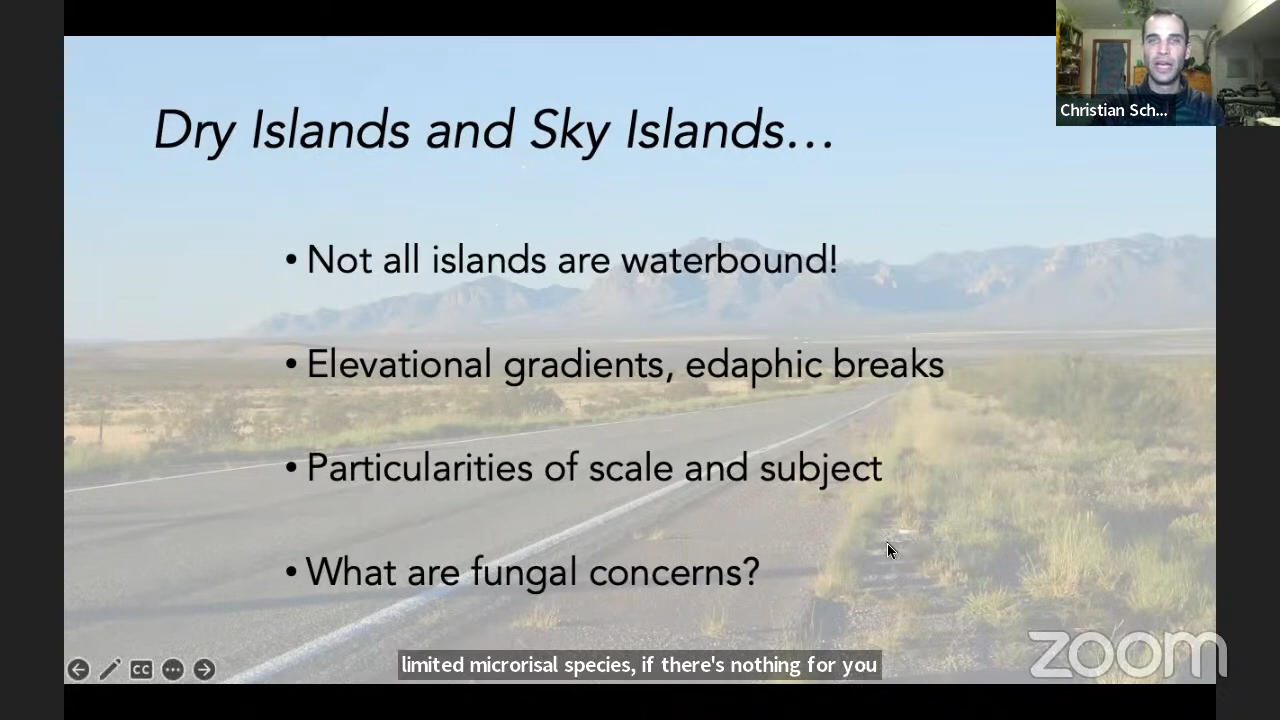 Christian Sch...
Dry Islands and Sky Islands...
• Not all islands are waterbound!
• Elevational gradients, edaphic breaks
• Particularities of scale and subject
• What are fungal concerns?
limited microrisal species, if there's nothing for you
CC
zoom